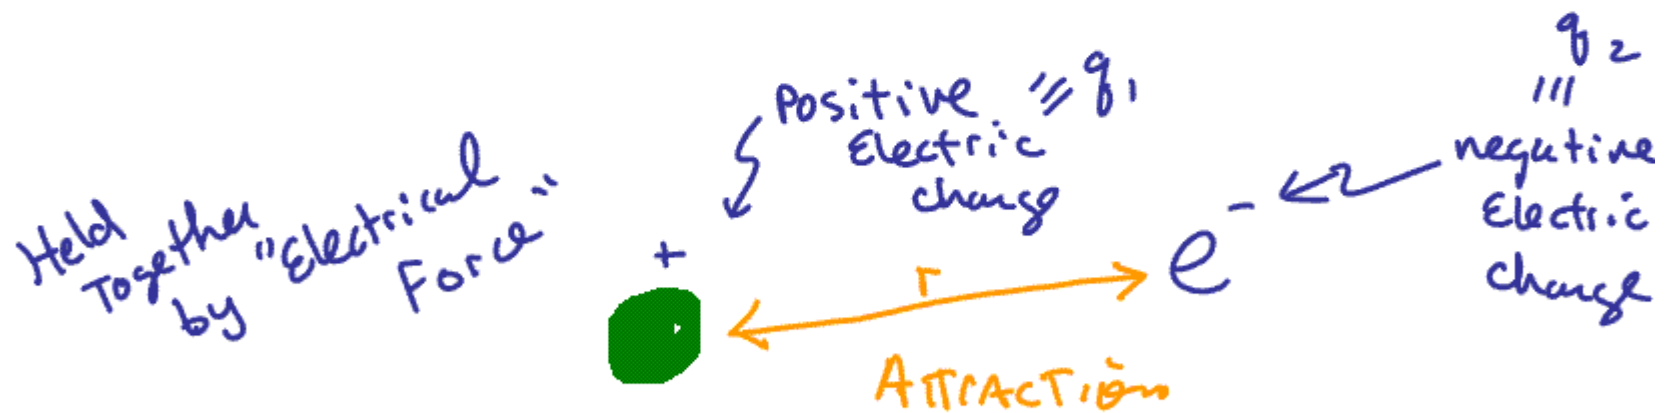 Held
Together
by "Electrical
Force"
Positive ≡ q1
Electric
charge
+
r
ATTRACTion
e-
q2
≡
negative
Electric
charge